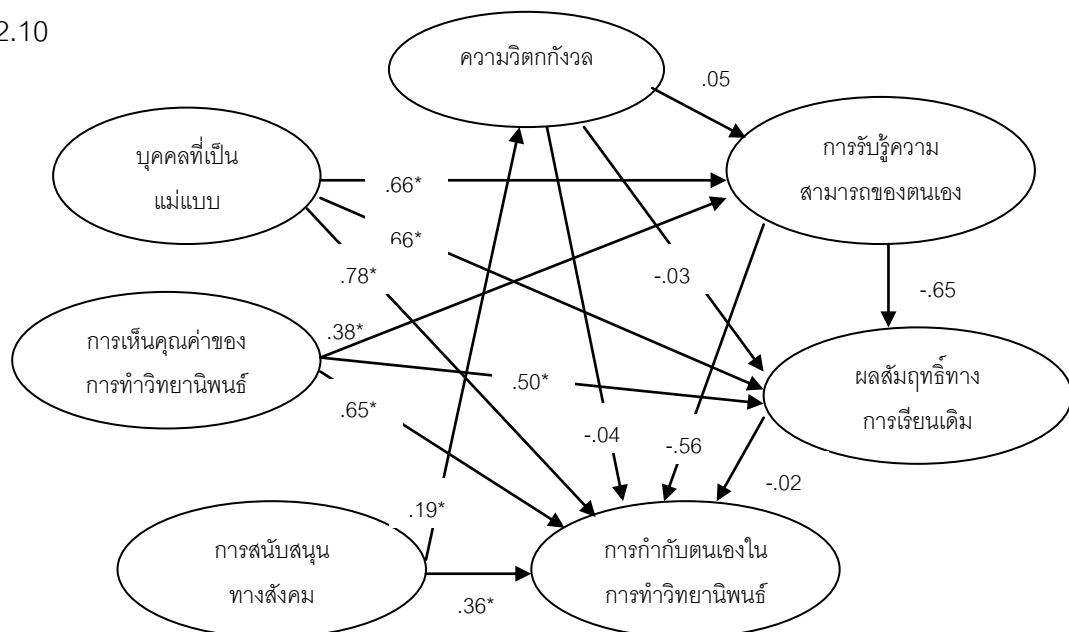 2.10
ความวิตกกังวล
.05
บุคคลที่เป็น
แม่แบบ
การรับรู้ความ
สามารถของตนเอง
.66*
.66*
.78*
-.03
-.65
การเห็นคุณค่าของ
การทำวิทยานิพนธ์
.38*
.50*
ผลสัมฤทธิ์ทาง
การเรียนเดิม
.65*
-.04
-.56
-.02
.19*
การสนับสนุน
ทางสังคม
.36*
การกำกับตนเองใน
การทำวิทยานิพนธ์